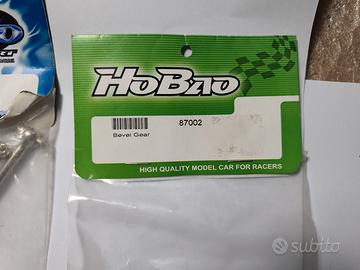 HoBao
87002
Bevel Gear
HIGH QUALITY MODEL CAR FOR RACERS
subito